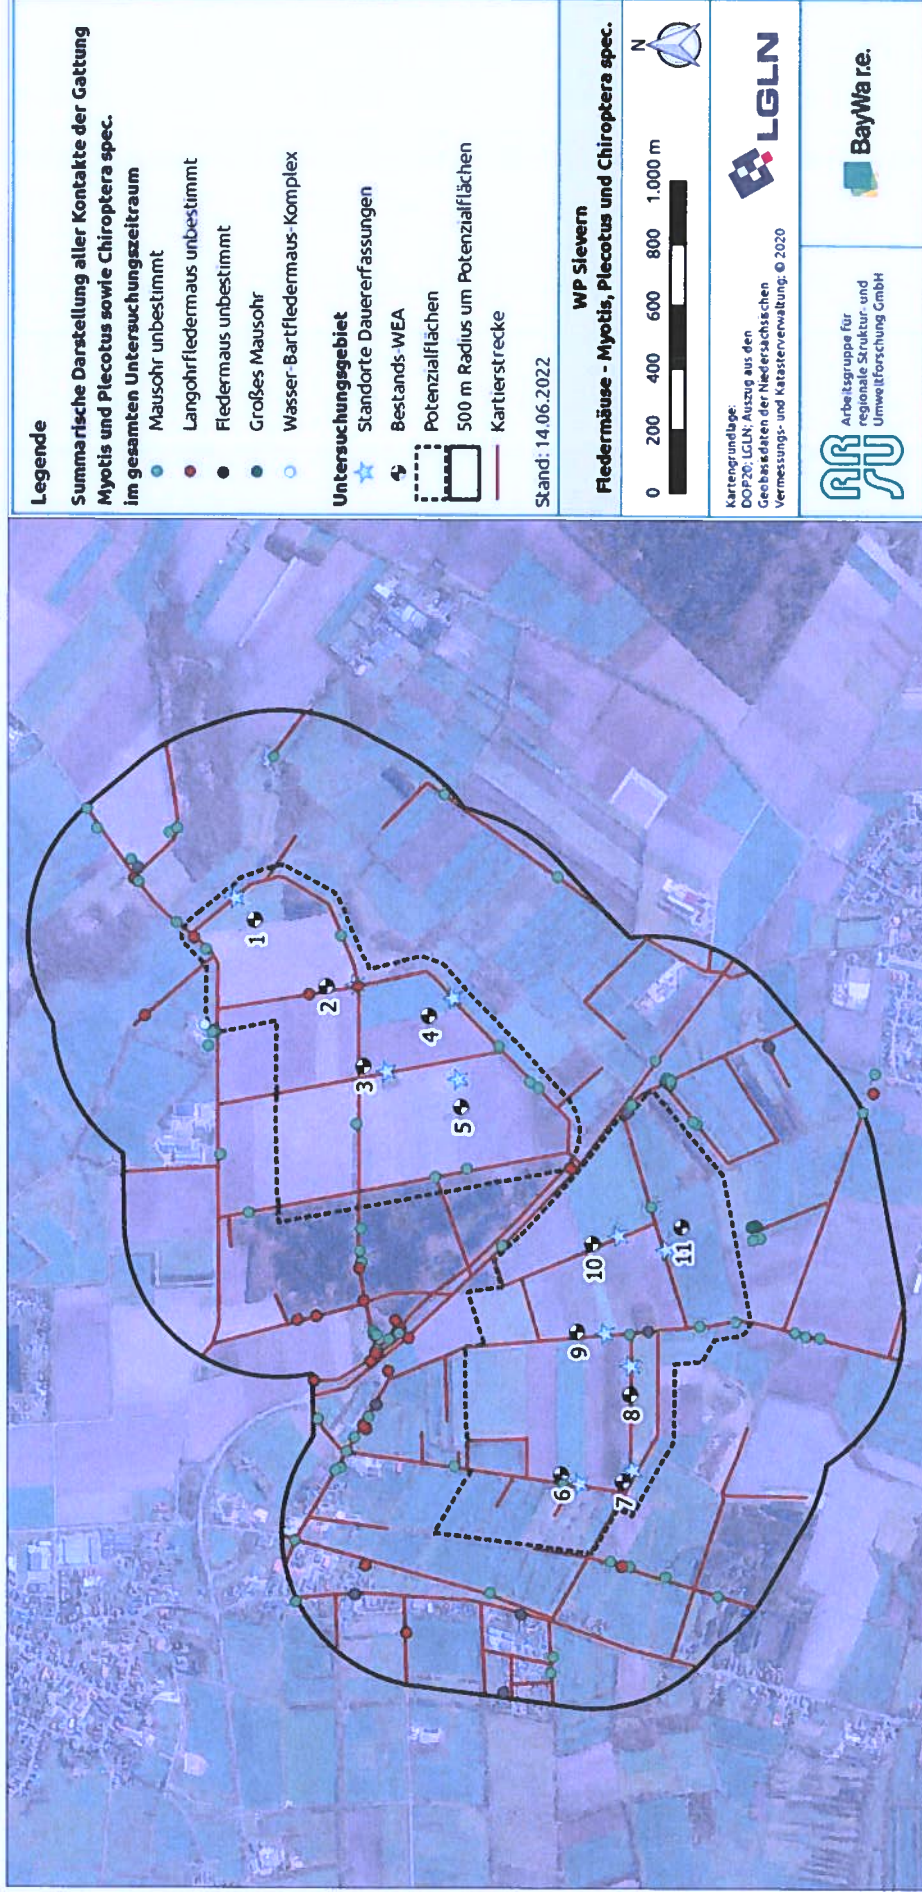 Legende
Summarische Darstellung aller Kontakte der Gattung
Myotis und Plecotus sowie Chiroptera spec.
im gesamten Untersuchungszeitraum
Mausohr unbestimmt
Langohrfledermaus unbestimmt
Fledermaus unbestimmt
Großes Mausohr
Wasser-Bartfledermaus-Komplex
Untersuchungsgebiet
Standorte Dauererfassungen
Bestands-WEA
Potenzialflächen
500 m Radius um Potenzialflächen
Kartierstrecke
Stand: 14.06.2022
WP Sievern
Fledermäuse - Myotis, Plecotus und Chiroptera spec.
0 200 400 600 800 1.000 m
N
Kartengrundlage:
DOP20; LGLN; Auszug aus den
Geobasisdaten der Niedersächsischen
Vermessungs- und Katasterverwaltung; © 2020
LGLN
ARSU
Arbeitsgruppe für
regionale Struktur- und
Umweltforschung GmbH
BayWa r.e.
1
2
3
4
5
6
7
8
9
10
11